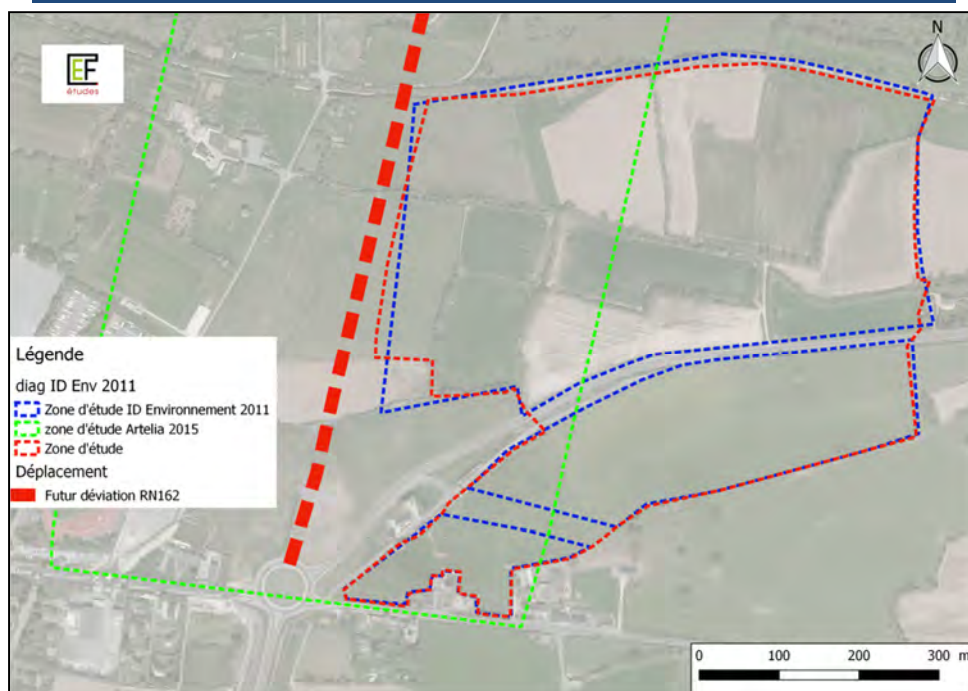 EF
études
N
Légende
diag ID Env 2011
Zone d'étude ID Environnement 2011
zone d'étude Artelia 2015
Zone d'étude
Déplacement
Futur déviation RN162
0 100 200 300 m